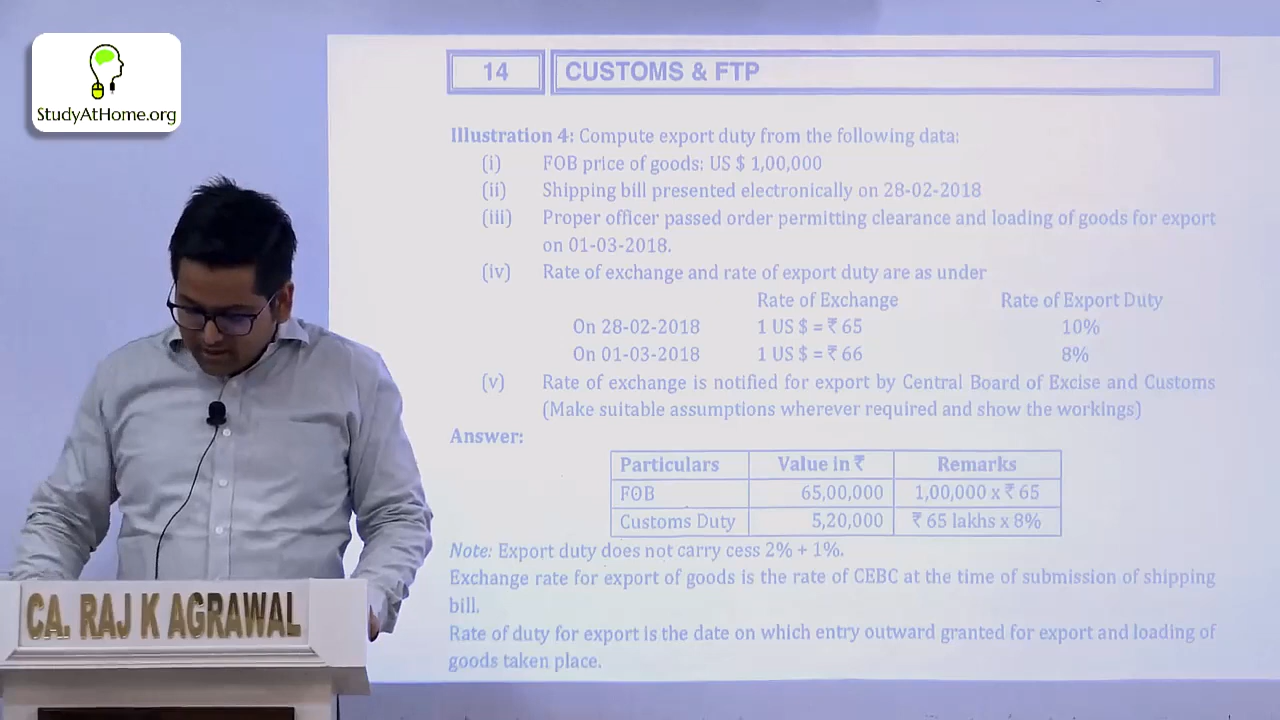 StudyAtHome.org
14 CUSTOMS & FTP
Illustration 4: Compute export duty from the following data:
(i) FOB price of goods: US $ 1,00,000
(ii) Shipping bill presented electronically on 28-02-2018
(iii) Proper officer passed order permitting clearance and loading of goods for export
on 01-03-2018.
(iv) Rate of exchange and rate of export duty are as under
Rate of Exchange Rate of Export Duty
On 28-02-2018 1 US $ = ₹ 65 10%
On 01-03-2018 1 US $ = ₹ 66 8%
(v) Rate of exchange is notified for export by Central Board of Excise and Customs
(Make suitable assumptions wherever required and show the workings)
Answer:
Particulars Value in ₹ Remarks
FOB 65,00,000 1,00,000 x ₹ 65
Customs Duty 5,20,000 ₹ 65 lakhs x 8%
Note: Export duty does not carry cess 2% + 1%.
Exchange rate for export of goods is the rate of CEBC at the time of submission of shipping
bill.
Rate of duty for export is the date on which entry outward granted for export and loading of
goods taken place.
CA. RAJ K AGRAWAL